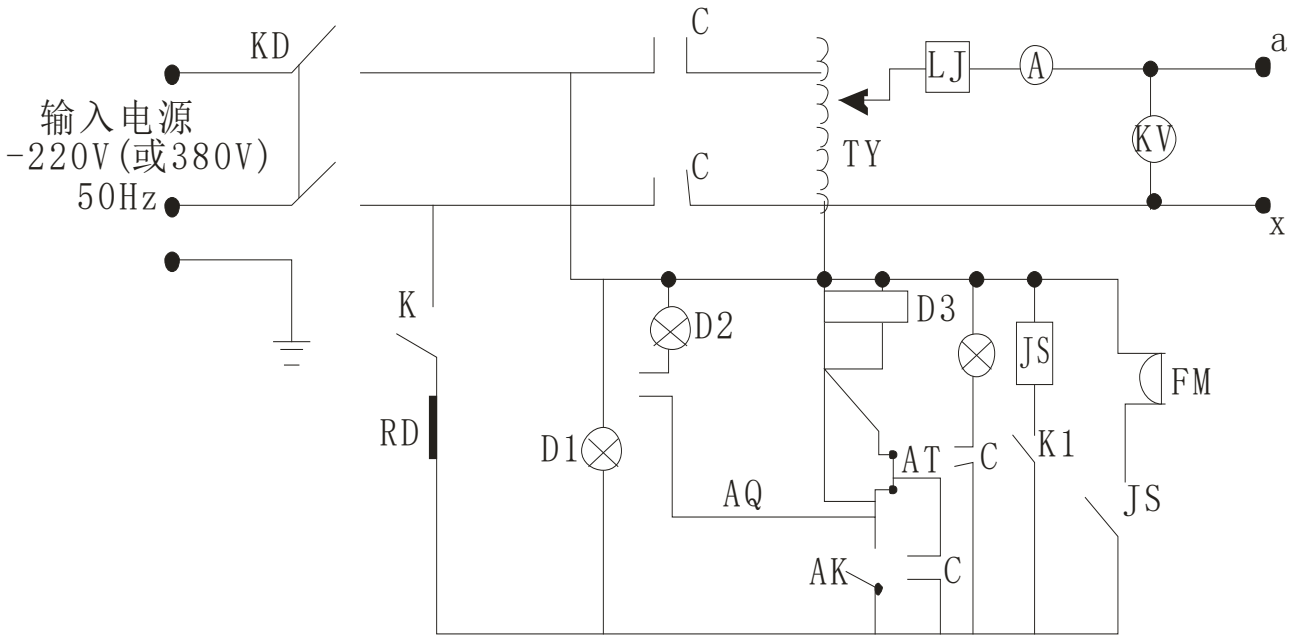 KD
C
a
LJ
A
输入电源
-220V(或380V)
50Hz
TY
KV
C
x
K
D2
D3
JS
FM
RD
D1
AT
C
K1
AQ
JS
AK
C